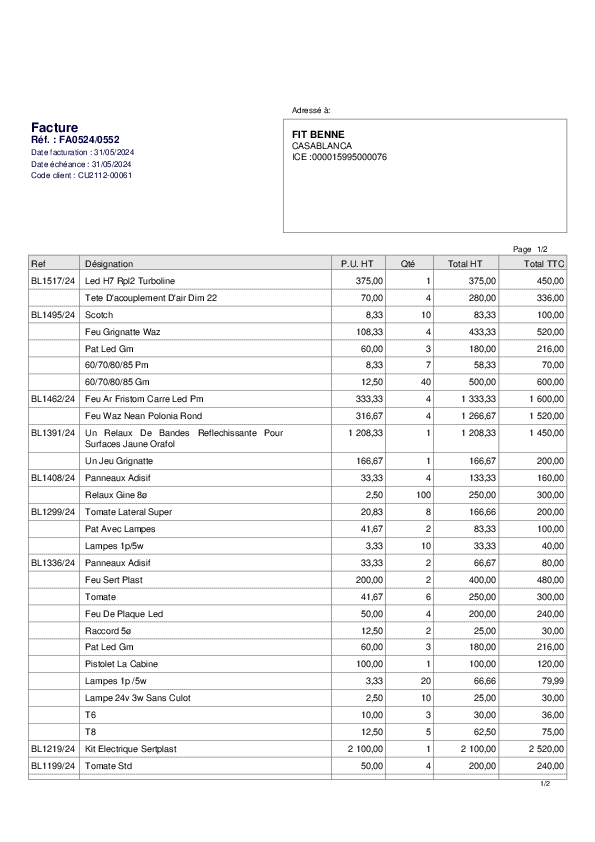 Adressé à:
Facture
Réf. : FA0524/0552
Date facturation : 31/05/2024
Date échéance : 31/05/2024
Code client : CU2112-00061
FIT BENNE
CASABLANCA
ICE :000015995000076
Page 1/2
Ref Désignation P.U. HT Qté Total HT Total TTC
BL1517/24 Led H7 Rpl2 Turboline 375,00 1 375,00 450,00
Tete D'acouplement D'air Dim 22 70,00 4 280,00 336,00
BL1495/24 Scotch 8,33 10 83,33 100,00
Feu Grignatte Waz 108,33 4 433,33 520,00
Pat Led Gm 60,00 3 180,00 216,00
60/70/80/85 Pm 8,33 7 58,33 70,00
60/70/80/85 Gm 12,50 40 500,00 600,00
BL1462/24 Feu Ar Fristom Carre Led Pm 333,33 4 1 333,33 1 600,00
Feu Waz Nean Polonia Rond 316,67 4 1 266,67 1 520,00
BL1391/24 Un Relaux De Bandes Reflechissante Pour 1 208,33 1 1 208,33 1 450,00
Surfaces Jaune Orafol
Un Jeu Grignatte 166,67 1 166,67 200,00
BL1408/24 Panneaux Adisif 33,33 4 133,33 160,00
Relaux Gine 8ø 2,50 100 250,00 300,00
BL1299/24 Tomate Lateral Super 20,83 8 166,66 200,00
Pat Avec Lampes 41,67 2 83,33 100,00
Lampes 1p/5w 3,33 10 33,33 40,00
BL1336/24 Panneaux Adisif 33,33 2 66,67 80,00
Feu Sert Plast 200,00 2 400,00 480,00
Tomate 41,67 6 250,00 300,00
Feu De Plaque Led 50,00 4 200,00 240,00
Raccord 5ø 12,50 2 25,00 30,00
Pat Led Gm 60,00 3 180,00 216,00
Pistolet La Cabine 100,00 1 100,00 120,00
Lampes 1p /5w 3,33 20 66,66 79,99
Lampe 24v 3w Sans Culot 2,50 10 25,00 30,00
T6 10,00 3 30,00 36,00
T8 12,50 5 62,50 75,00
BL1219/24 Kit Electrique Sertplast 2 100,00 1 2 100,00 2 520,00
BL1199/24 Tomate Std 50,00 4 200,00 240,00
1/2